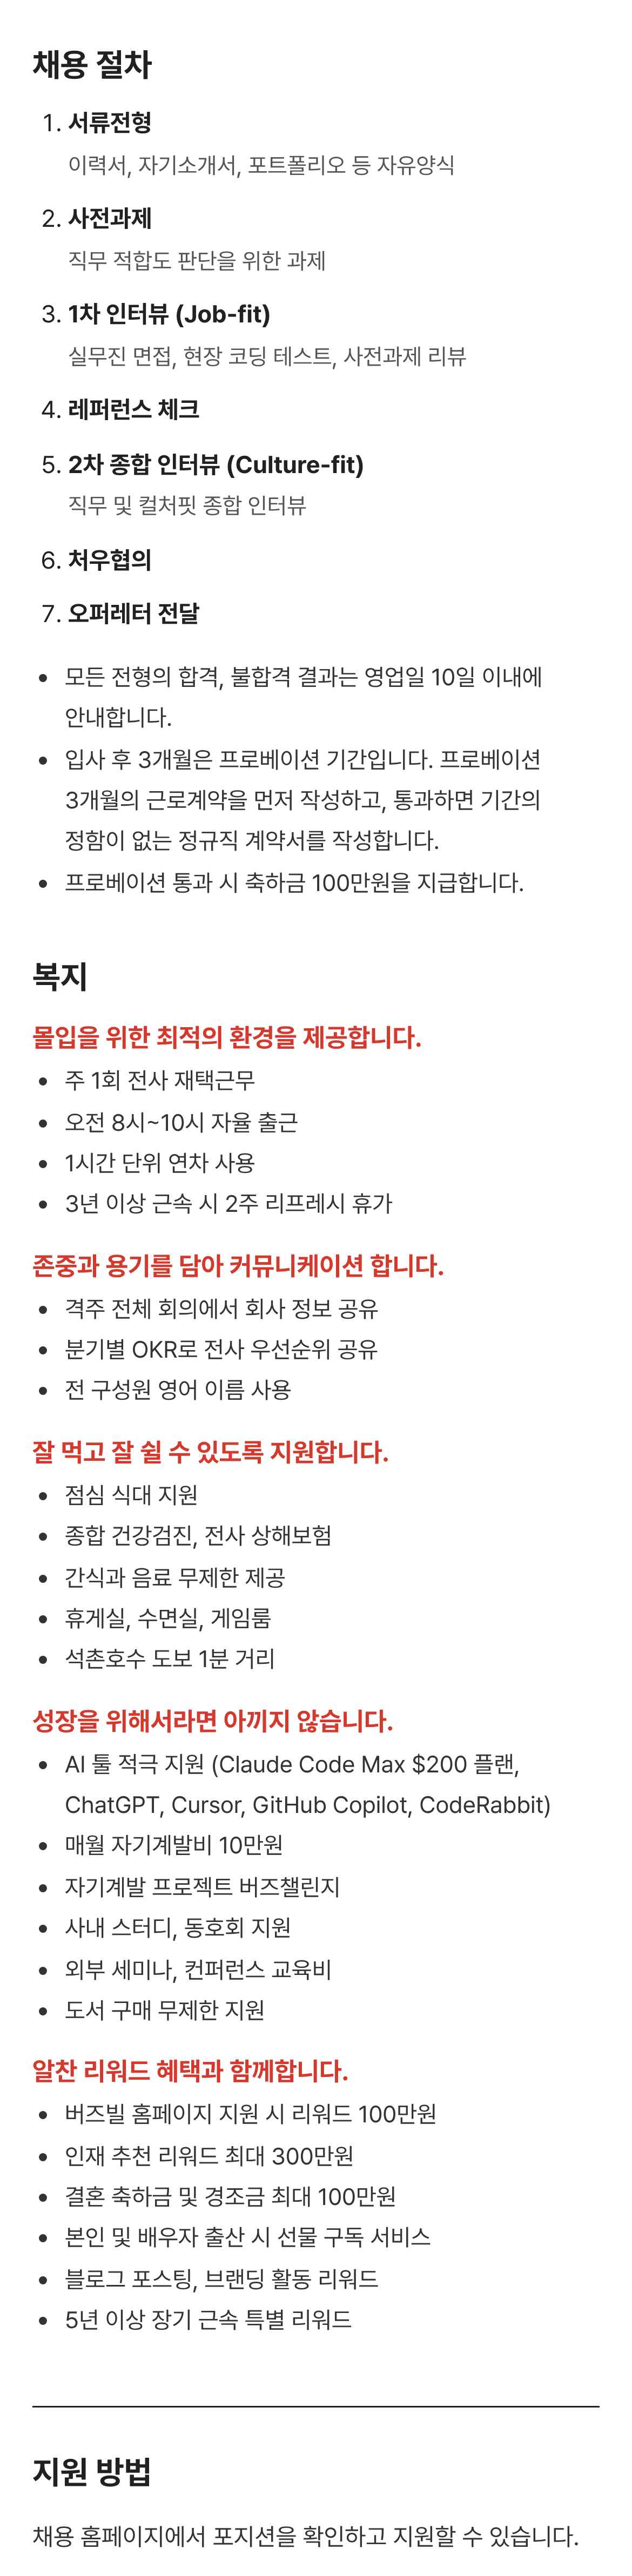 채용 절차
1. 서류전형
이력서, 자기소개서, 포트폴리오 등 자유양식
2. 사전과제
직무 적합도 판단을 위한 과제
3. 1차 인터뷰 (Job-fit)
실무진 면접, 현장 코딩 테스트, 사전과제 리뷰
4. 레퍼런스 체크
5. 2차 종합 인터뷰 (Culture-fit)
직무 및 컬처핏 종합 인터뷰
6. 처우협의
7. 오퍼레터 전달
• 모든 전형의 합격, 불합격 결과는 영업일 10일 이내에
안내합니다.
• 입사 후 3개월은 프로베이션 기간입니다. 프로베이션
3개월의 근로계약을 먼저 작성하고, 통과하면 기간의
정함이 없는 정규직 계약서를 작성합니다.
• 프로베이션 통과 시 축하금 100만원을 지급합니다.
복지
몰입을 위한 최적의 환경을 제공합니다.
• 주 1회 전사 재택근무
• 오전 8시~10시 자율 출근
• 1시간 단위 연차 사용
• 3년 이상 근속 시 2주 리프레시 휴가
존중과 용기를 담아 커뮤니케이션 합니다.
• 격주 전체 회의에서 회사 정보 공유
• 분기별 OKR로 전사 우선순위 공유
• 전 구성원 영어 이름 사용
잘 먹고 잘 쉴 수 있도록 지원합니다.
• 점심 식대 지원
• 종합 건강검진, 전사 상해보험
• 간식과 음료 무제한 제공
• 휴게실, 수면실, 게임룸
• 석촌호수 도보 1분 거리
성장을 위해서라면 아끼지 않습니다.
• AI 툴 적극 지원 (Claude Code Max $200 플랜,
ChatGPT, Cursor, GitHub Copilot, CodeRabbit)
• 매월 자기계발비 10만원
• 자기계발 프로젝트 버즈챌린지
• 사내 스터디, 동호회 지원
• 외부 세미나, 컨퍼런스 교육비
• 도서 구매 무제한 지원
알찬 리워드 혜택과 함께합니다.
• 버즈빌 홈페이지 지원 시 리워드 100만원
• 인재 추천 리워드 최대 300만원
• 결혼 축하금 및 경조금 최대 100만원
• 본인 및 배우자 출산 시 선물 구독 서비스
• 블로그 포스팅, 브랜딩 활동 리워드
• 5년 이상 장기 근속 특별 리워드
지원 방법
채용 홈페이지에서 포지션을 확인하고 지원할 수 있습니다.